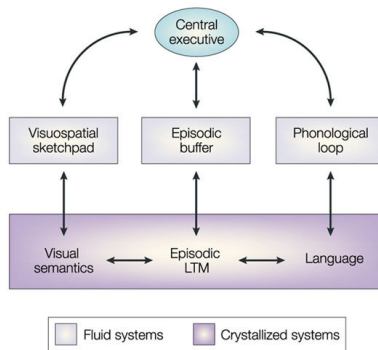 Central
executive
Visuospatial
sketchpad
Episodic
buffer
Phonological
loop
Visual
semantics
Episodic
LTM
Language
Fluid systems
Crystallized systems